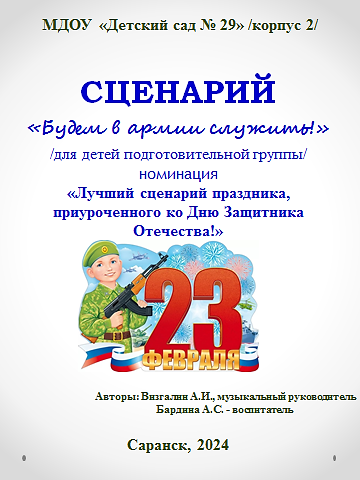 МДОУ «Детский сад № 29» /корпус 2/
СЦЕНАРИЙ
«Будем в армии служить!»
/для детей подготовительной группы/
номинация
«Лучший сценарий праздника,
приуроченного ко Дню Защитника
Отечества!»
23
ФЕВРАЛЯ
Авторы: Визгалин А.И., музыкальный руководитель
Бардина А.С. - воспитатель
Саранск, 2024